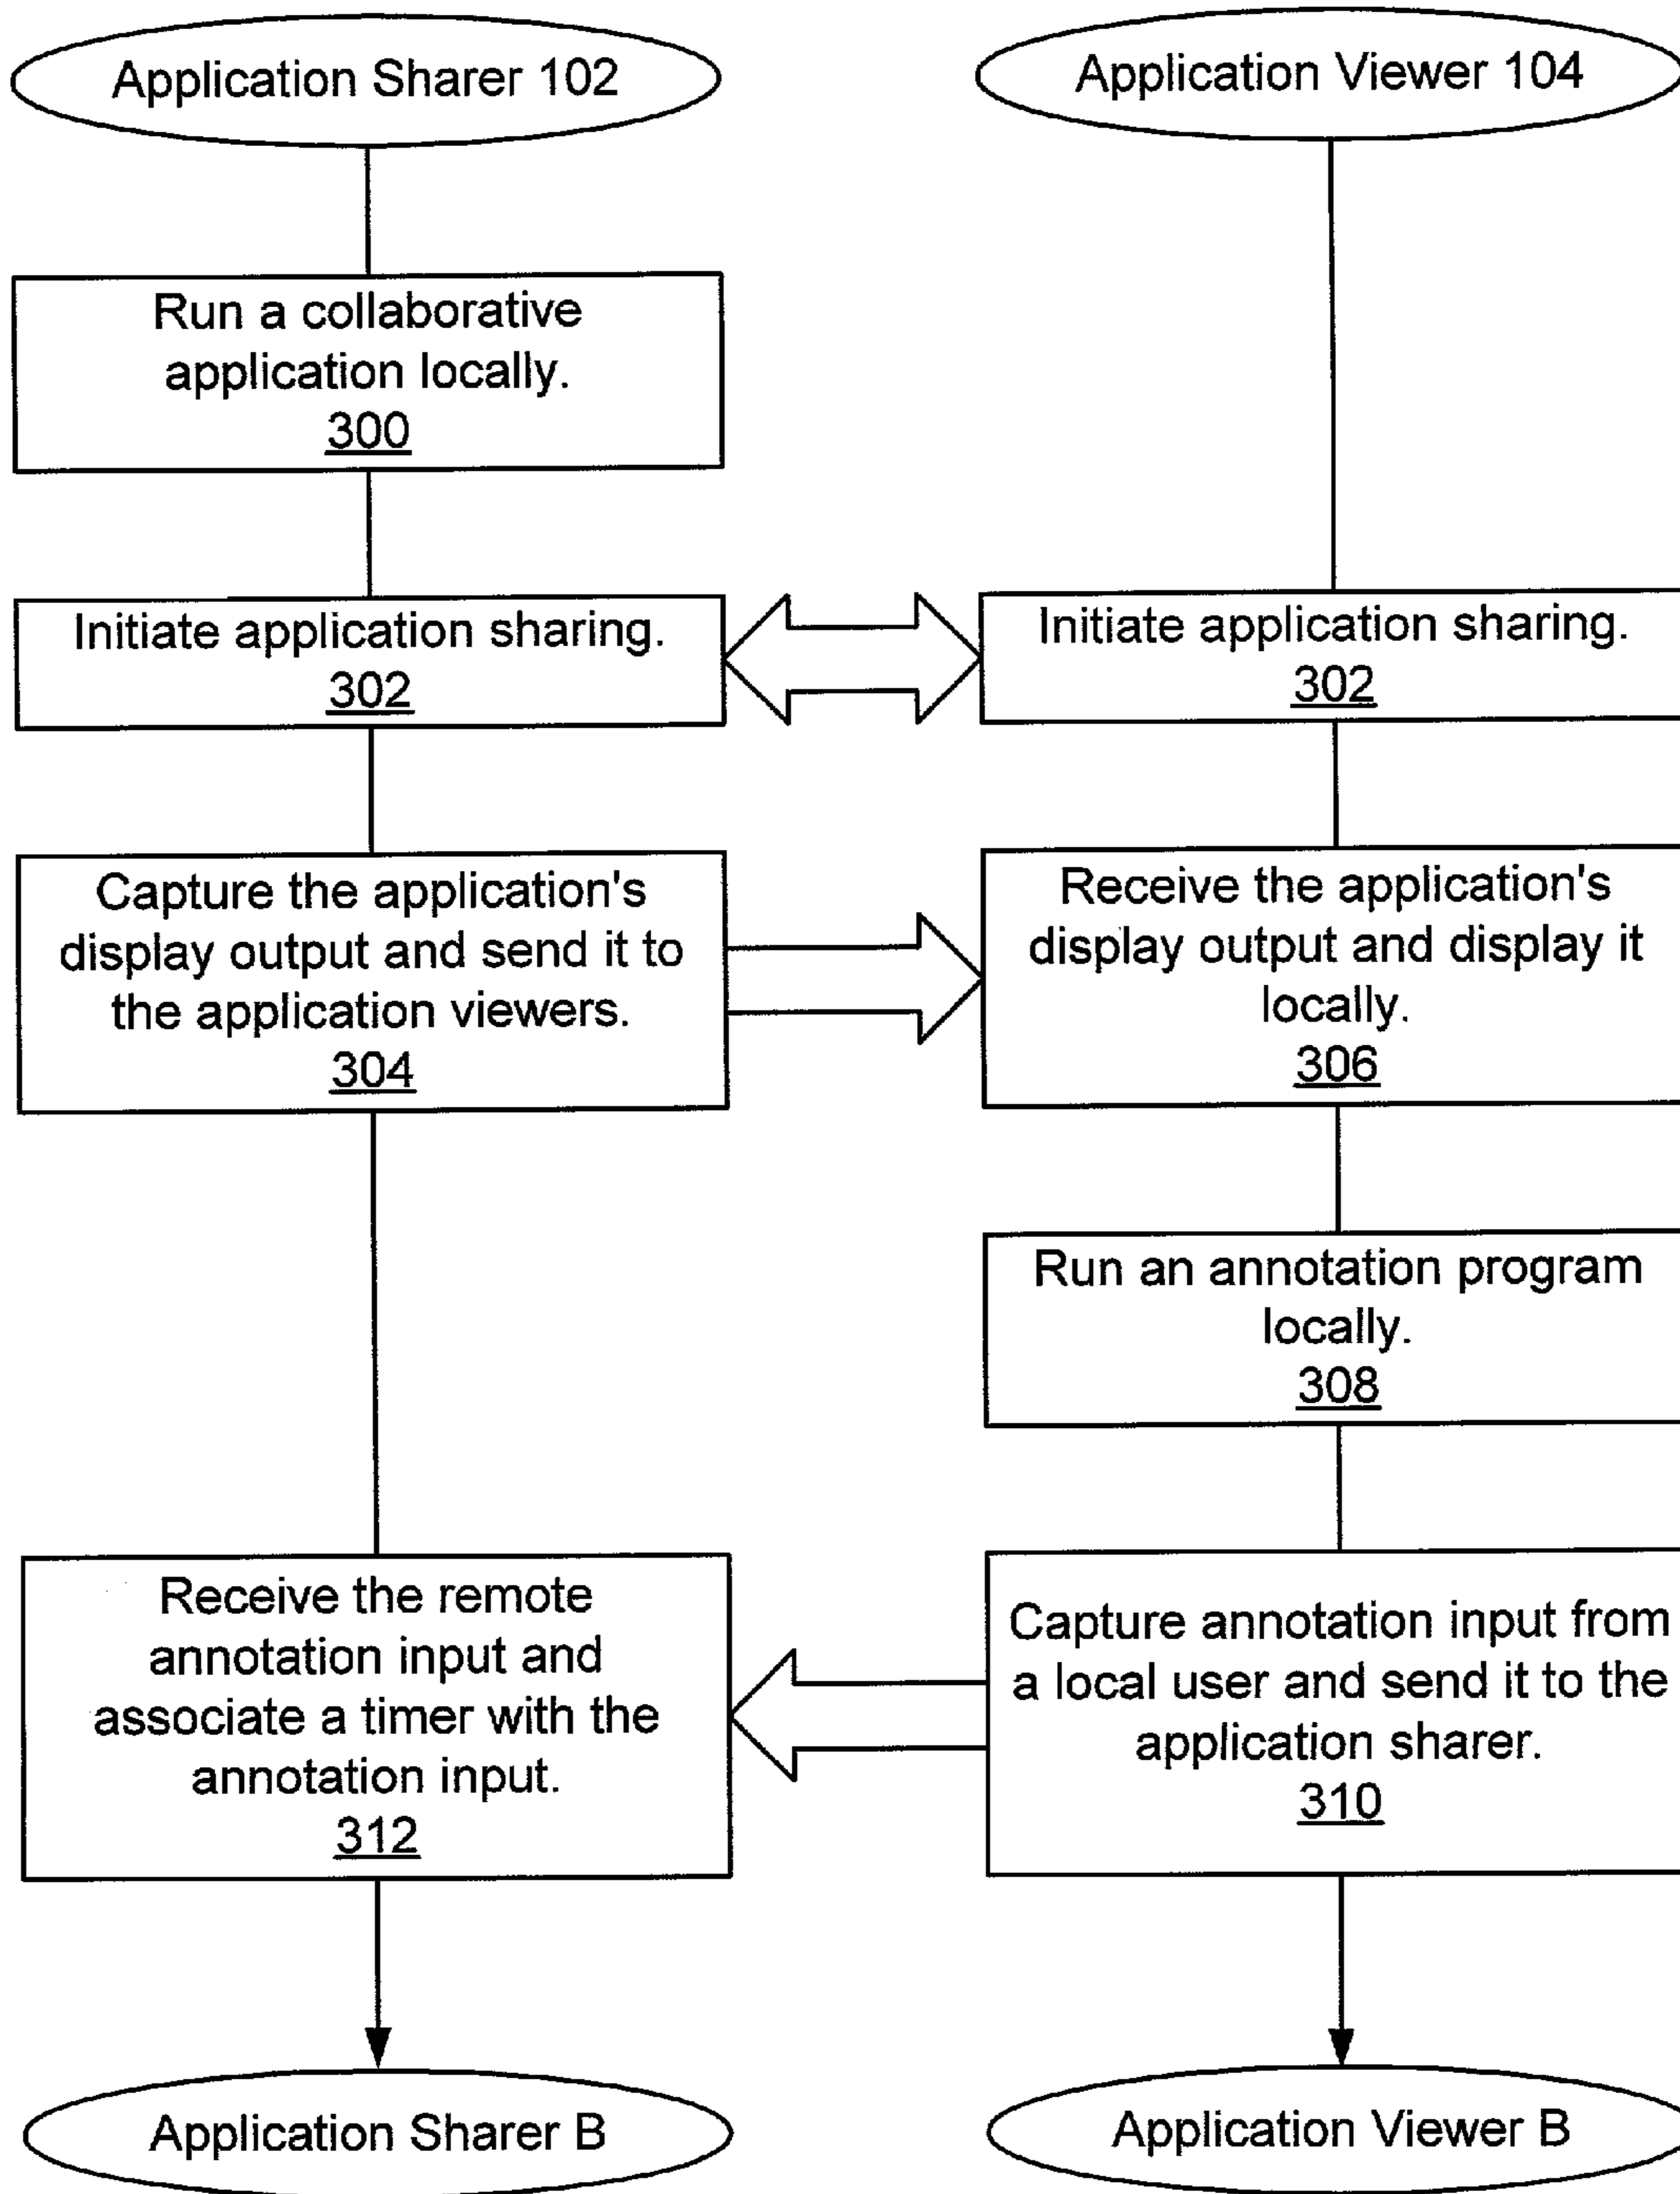 Application Sharer 102
Application Viewer 104
Run a collaborative
application locally.
300
Initiate application sharing.
302
Initiate application sharing.
302
Capture the application's
display output and send it to
the application viewers.
304
Receive the application's
display output and display it
locally.
306
Run an annotation program
locally.
308
Receive the remote
annotation input and
associate a timer with the
annotation input.
312
Capture annotation input from
a local user and send it to the
application sharer.
310
Application Sharer B
Application Viewer B